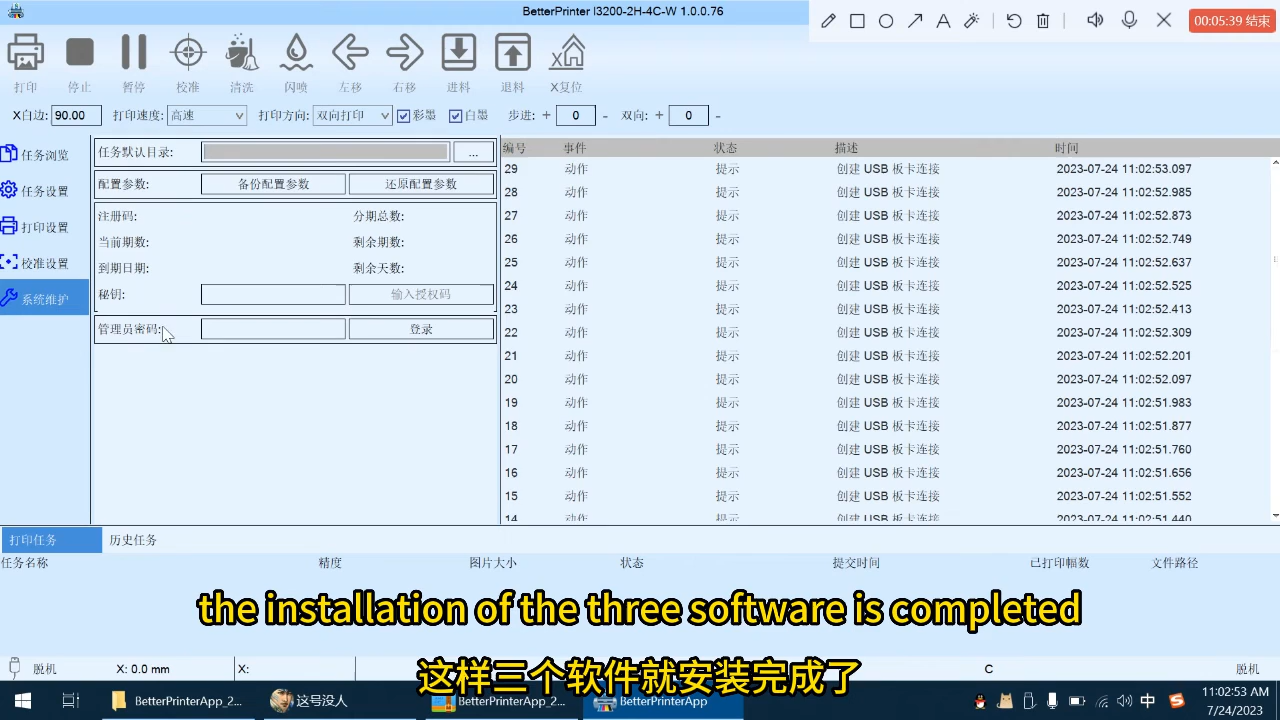 BetterPrinter I3200-2H-4C-W 1.0.0.76
00:05:39 结束
打印 停止 暂停 校准 清洗 闪喷 左移 右移 进料 退料 X复位
X白边: 90.00 打印速度: 高速 打印方向: 双向打印 彩墨 白墨 步进: + 0 - 双向: + 0 -
任务浏览
任务设置
打印设置
校准设置
系统维护
任务默认目录: ...
配置参数: 备份配置参数 还原配置参数
注册码: 分期总数:
当前期数: 剩余期数:
到期日期: 剩余天数:
秘钥: 输入授权码
管理员密码: 登录
编号 事件 状态 描述 时间
29 动作 提示 创建 USB 板卡连接 2023-07-24 11:02:53.097
28 动作 提示 创建 USB 板卡连接 2023-07-24 11:02:52.985
27 动作 提示 创建 USB 板卡连接 2023-07-24 11:02:52.873
26 动作 提示 创建 USB 板卡连接 2023-07-24 11:02:52.749
25 动作 提示 创建 USB 板卡连接 2023-07-24 11:02:52.637
24 动作 提示 创建 USB 板卡连接 2023-07-24 11:02:52.525
23 动作 提示 创建 USB 板卡连接 2023-07-24 11:02:52.413
22 动作 提示 创建 USB 板卡连接 2023-07-24 11:02:52.309
21 动作 提示 创建 USB 板卡连接 2023-07-24 11:02:52.201
20 动作 提示 创建 USB 板卡连接 2023-07-24 11:02:52.097
19 动作 提示 创建 USB 板卡连接 2023-07-24 11:02:51.983
18 动作 提示 创建 USB 板卡连接 2023-07-24 11:02:51.877
17 动作 提示 创建 USB 板卡连接 2023-07-24 11:02:51.760
16 动作 提示 创建 USB 板卡连接 2023-07-24 11:02:51.656
15 动作 提示 创建 USB 板卡连接 2023-07-24 11:02:51.552
14 动作 提示 创建 USB 板卡连接 2023-07-24 11:02:51.440
打印任务 历史任务
任务名称 精度 图片大小 状态 提交时间 已打印幅数 文件路径
the installation of the three software is completed
脱机 X: 0.0 mm X: C 脱机
这样三个软件就安装完成了
BetterPrinterApp_2... 这号没人 BetterPrinterApp_2... BetterPrinterApp 中 11:02:53 AM
7/24/2023